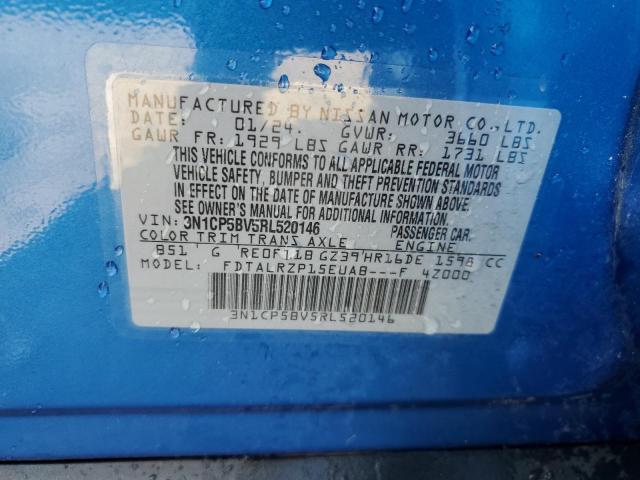 MANUFACTURED BY NISSAN MOTOR CO., LTD.
DATE: 01/24. GVWR: 3660 LBS
GAWR FR: 1929 LBS GAWR RR: 1731 LBS
THIS VEHICLE CONFORMS TO ALL APPLICABLE FEDERAL MOTOR
VEHICLE SAFETY, BUMPER AND THEFT PREVENTION STANDARDS
IN EFFECT ON THE DATE OF MANUFACTURE SHOWN ABOVE.
SEE OWNER'S MANUAL FOR ADDITIONAL INFORMATION.
VIN: 3N1CP5BV5RL520146 PASSENGER CAR.
COLOR TRIM TRANS AXLE ENGINE
B51 G RE0F11B GZ39 HR16DE 1598 CC
MODEL: FDTALRZP15EUAB---F 4Z000
3N1CP5BV5RL520146